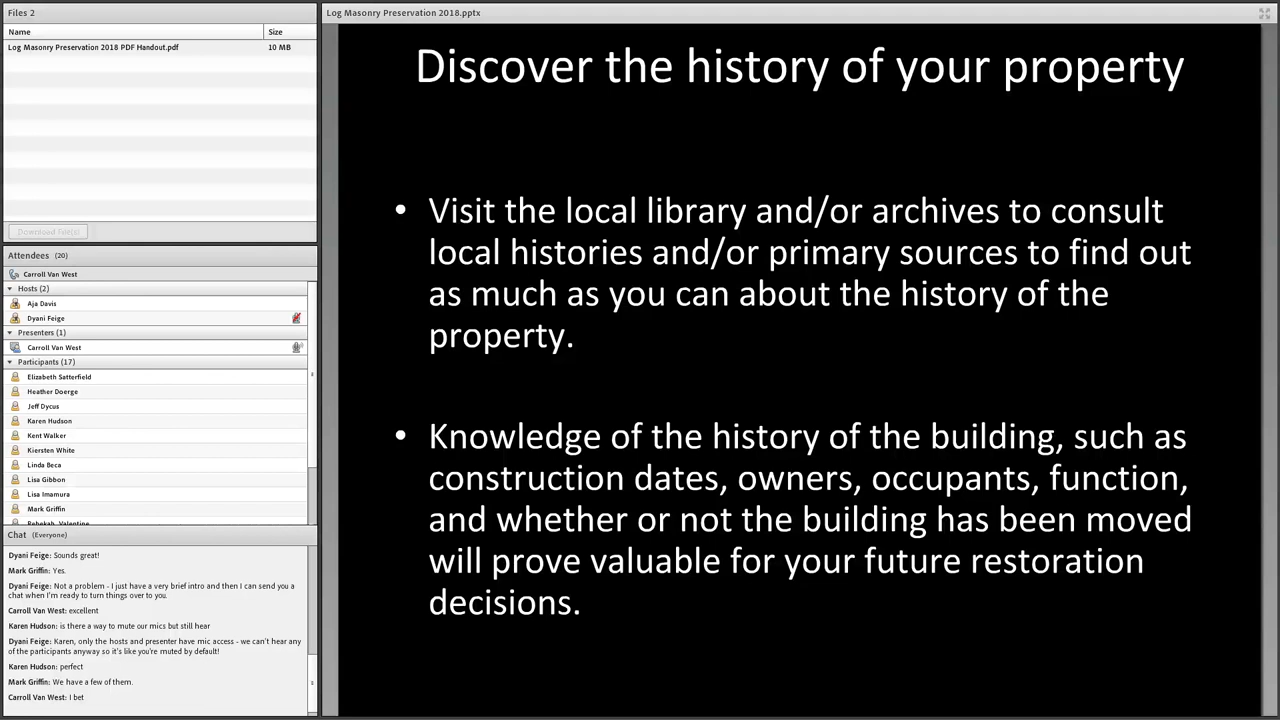 Files 2
Name Size
Log Masonry Preservation 2018 PDF Handout.pdf 10 MB
Download File(s)
Attendees (20)
Carroll Van West
Hosts (2)
Aja Davis
Dyani Feige
Presenters (1)
Carroll Van West
Participants (17)
Elizabeth Satterfield
Heather Doerge
Jeff Dycus
Karen Hudson
Kent Walker
Kiersten White
Linda Beca
Lisa Gibbon
Lisa Imamura
Mark Griffin
Rebekah Valentine
Chat (Everyone)
Dyani Feige: Sounds great!
Mark Griffin: Yes.
Dyani Feige: Not a problem - I just have a very brief intro and then I can send you a
chat when I'm ready to turn things over to you.
Carroll Van West: excellent
Karen Hudson: is there a way to mute our mics but still hear
Dyani Feige: Karen, only the hosts and presenter have mic access - we can't hear any
of the participants anyway so it's like you're muted by default!
Karen Hudson: perfect
Mark Griffin: We have a few of them.
Carroll Van West: I bet
Log Masonry Preservation 2018.pptx
Discover the history of your property
• Visit the local library and/or archives to consult
local histories and/or primary sources to find out
as much as you can about the history of the
property.
• Knowledge of the history of the building, such as
construction dates, owners, occupants, function,
and whether or not the building has been moved
will prove valuable for your future restoration
decisions.